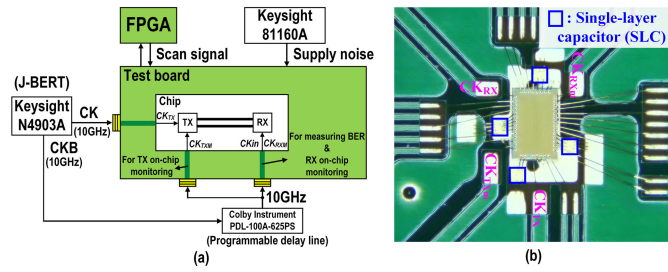 FPGA
Keysight
81160A
Scan signal
Supply noise
(J-BERT)
Test board
Keysight
N4903A
CK
(10GHz)
CKB
(10GHz)
Chip
CKTX
TX
RX
CKTXM
CKin
CKRXM
For TX on-chip
monitoring
For measuring BER
&
RX on-chip
monitoring
10GHz
Colby Instrument
PDL-100A-625PS
(Programmable delay line)
(a)
: Single-layer
capacitor (SLC)
CKRX
CKRXm
CKTXm
CKTX
(b)